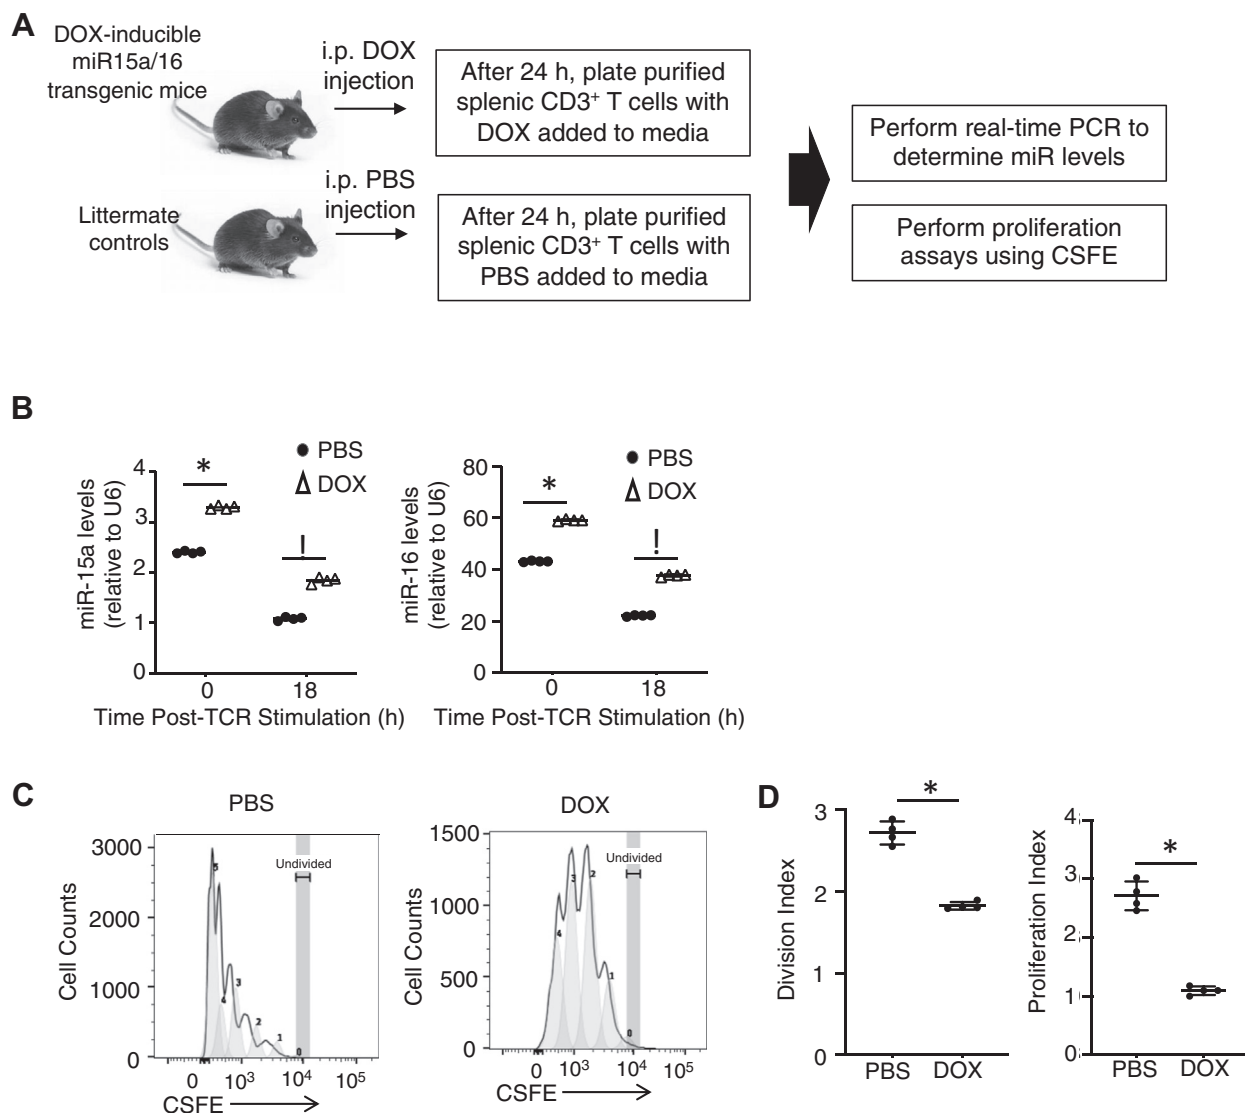 A
DOX-inducible
miR15a/16
transgenic mice
i.p. DOX
injection
After 24 h, plate purified
splenic CD3+ T cells with
DOX added to media
Littermate
controls
i.p. PBS
injection
After 24 h, plate purified
splenic CD3+ T cells with
PBS added to media
Perform real-time PCR to
determine miR levels
Perform proliferation
assays using CSFE
B
miR-15a levels
(relative to U6)
4
3
2
1
0
PBS
DOX
*
!
0 18
Time Post-TCR Stimulation (h)
miR-16 levels
(relative to U6)
80
60
40
20
0
PBS
DOX
*
!
0 18
Time Post-TCR Stimulation (h)
C
PBS
Cell Counts
3000
2000
1000
0
Undivided
5
4
3
2
1
0
0 10³ 10⁴ 10⁵
CSFE
DOX
Cell Counts
1500
1000
500
0
Undivided
4
3
2
1
0
0 10³ 10⁴ 10⁵
CSFE
D
Division Index
3
2
1
0
*
PBS DOX
Proliferation Index
4
3
2
1
0
*
PBS DOX